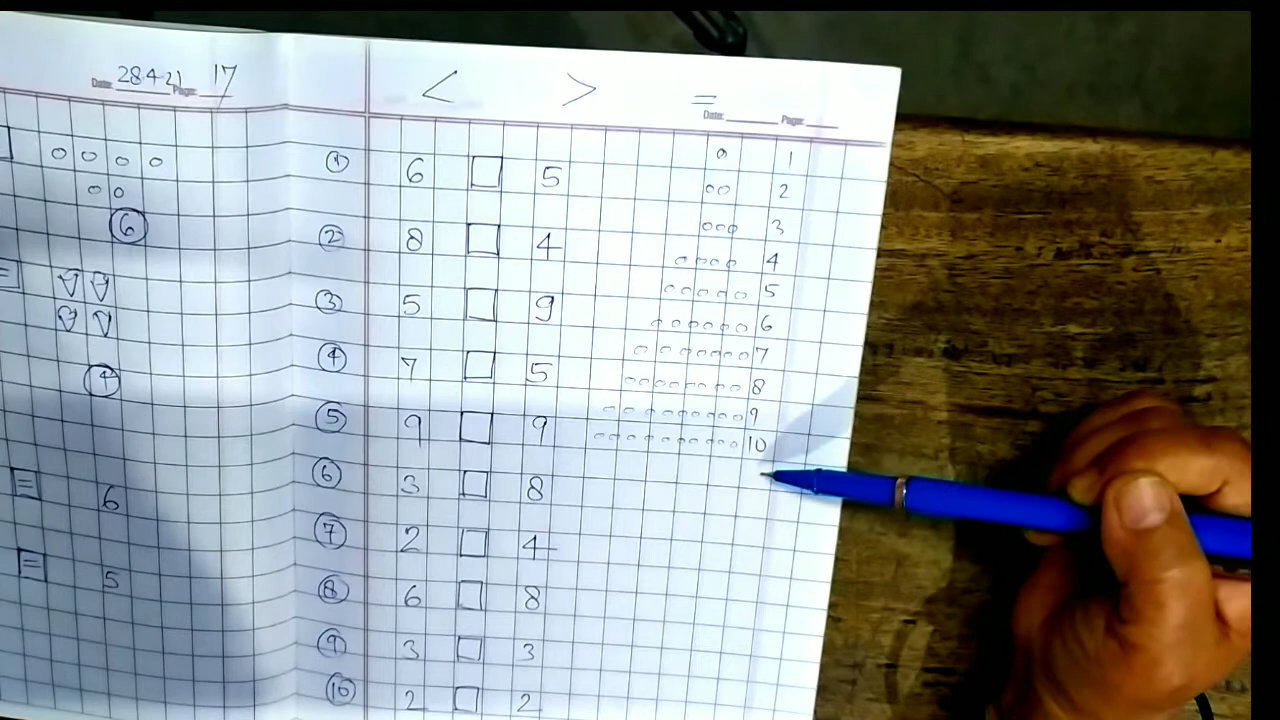 Date: 28.4.21 Page: 17
< > =
Date: Page:
6
4
6
5
① 6 □ 5
② 8 □ 4
③ 5 □ 9
④ 7 □ 5
⑤ 9 □ 9
⑥ 3 □ 8
⑦ 2 □ 4
⑧ 6 □ 8
⑨ 3 □ 3
⑩ 2 □ 2
1
2
3
4
5
6
7
8
9
10